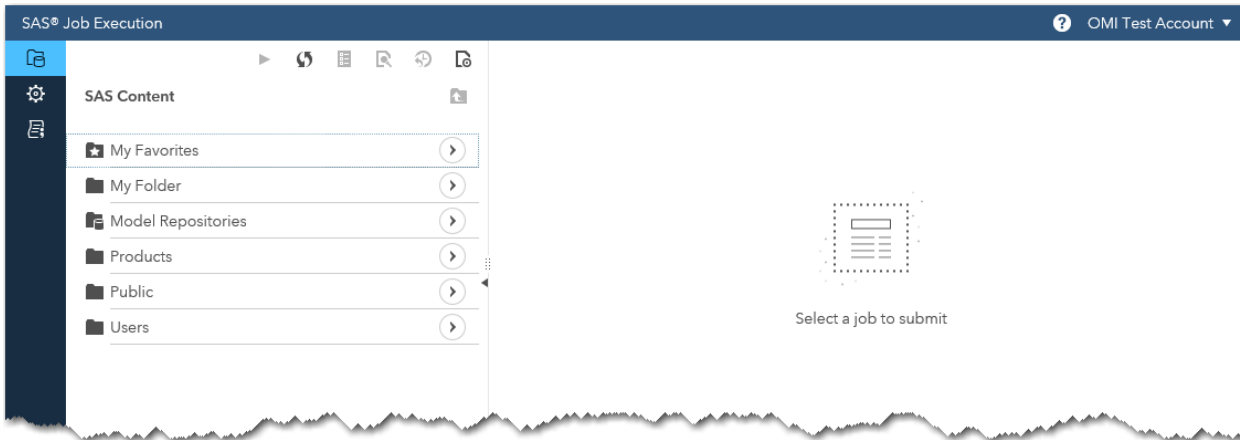 SAS® Job Execution
OMI Test Account
SAS Content
My Favorites
My Folder
Model Repositories
Products
Public
Users
Select a job to submit